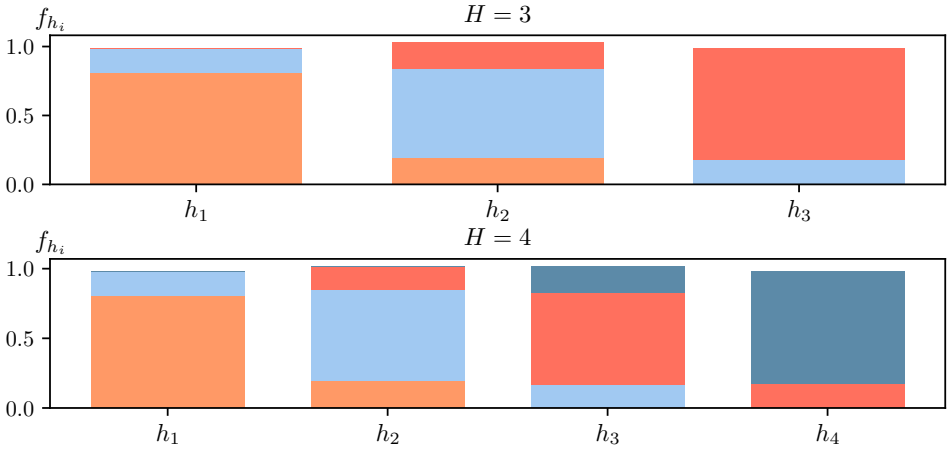 f_{h_i}
H = 3
1.0
0.5
0.0
h_1 h_2 h_3
f_{h_i}
H = 4
1.0
0.5
0.0
h_1 h_2 h_3 h_4